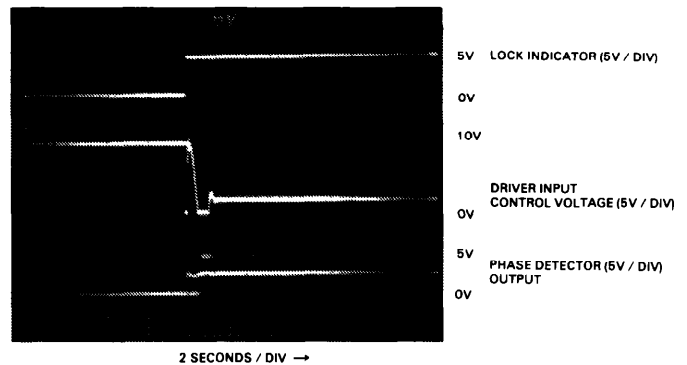 5V LOCK INDICATOR (5V / DIV)
0V
10V
DRIVER INPUT
CONTROL VOLTAGE (5V / DIV)
0V
5V
PHASE DETECTOR (5V / DIV)
OUTPUT
0V
2 SECONDS / DIV →